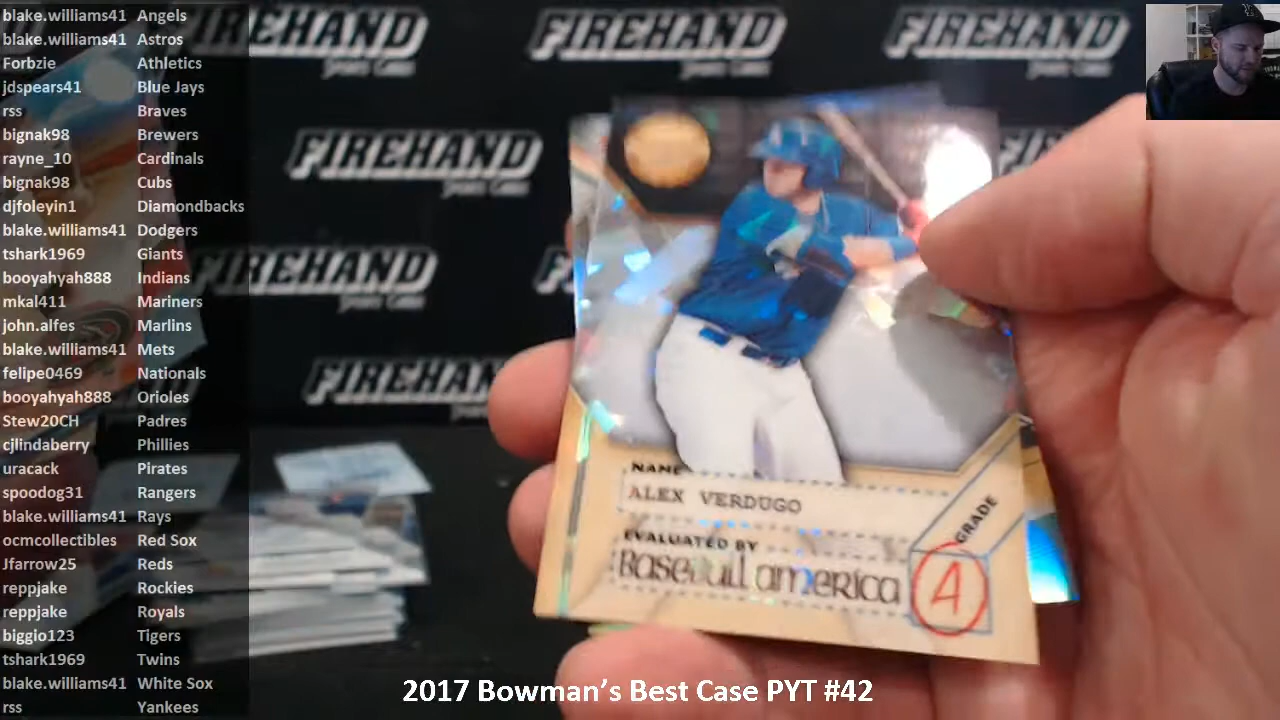 blake.williams41 Angels
blake.williams41 Astros
Forbzie Athletics
jdspears41 Blue Jays
rss Braves
bignak98 Brewers
rayne_10 Cardinals
bignak98 Cubs
djfoleyin1 Diamondbacks
blake.williams41 Dodgers
tshark1969 Giants
booyahyah888 Indians
mkal411 Mariners
john.alfes Marlins
blake.williams41 Mets
felipe0469 Nationals
booyahyah888 Orioles
Stew20CH Padres
cjlindaberry Phillies
uracack Pirates
spoodog31 Rangers
blake.williams41 Rays
ocmcollectibles Red Sox
Jfarrow25 Reds
reppjake Rockies
reppjake Royals
biggio123 Tigers
tshark1969 Twins
blake.williams41 White Sox
rss Yankees
FIREHAND FIREHAND FIREHAND
FIREHAND
FIREHAND
FIREHAND
NAME
ALEX VERDUGO
EVALUATED BY
Baseball america
GRADE
A
2017 Bowman's Best Case PYT #42